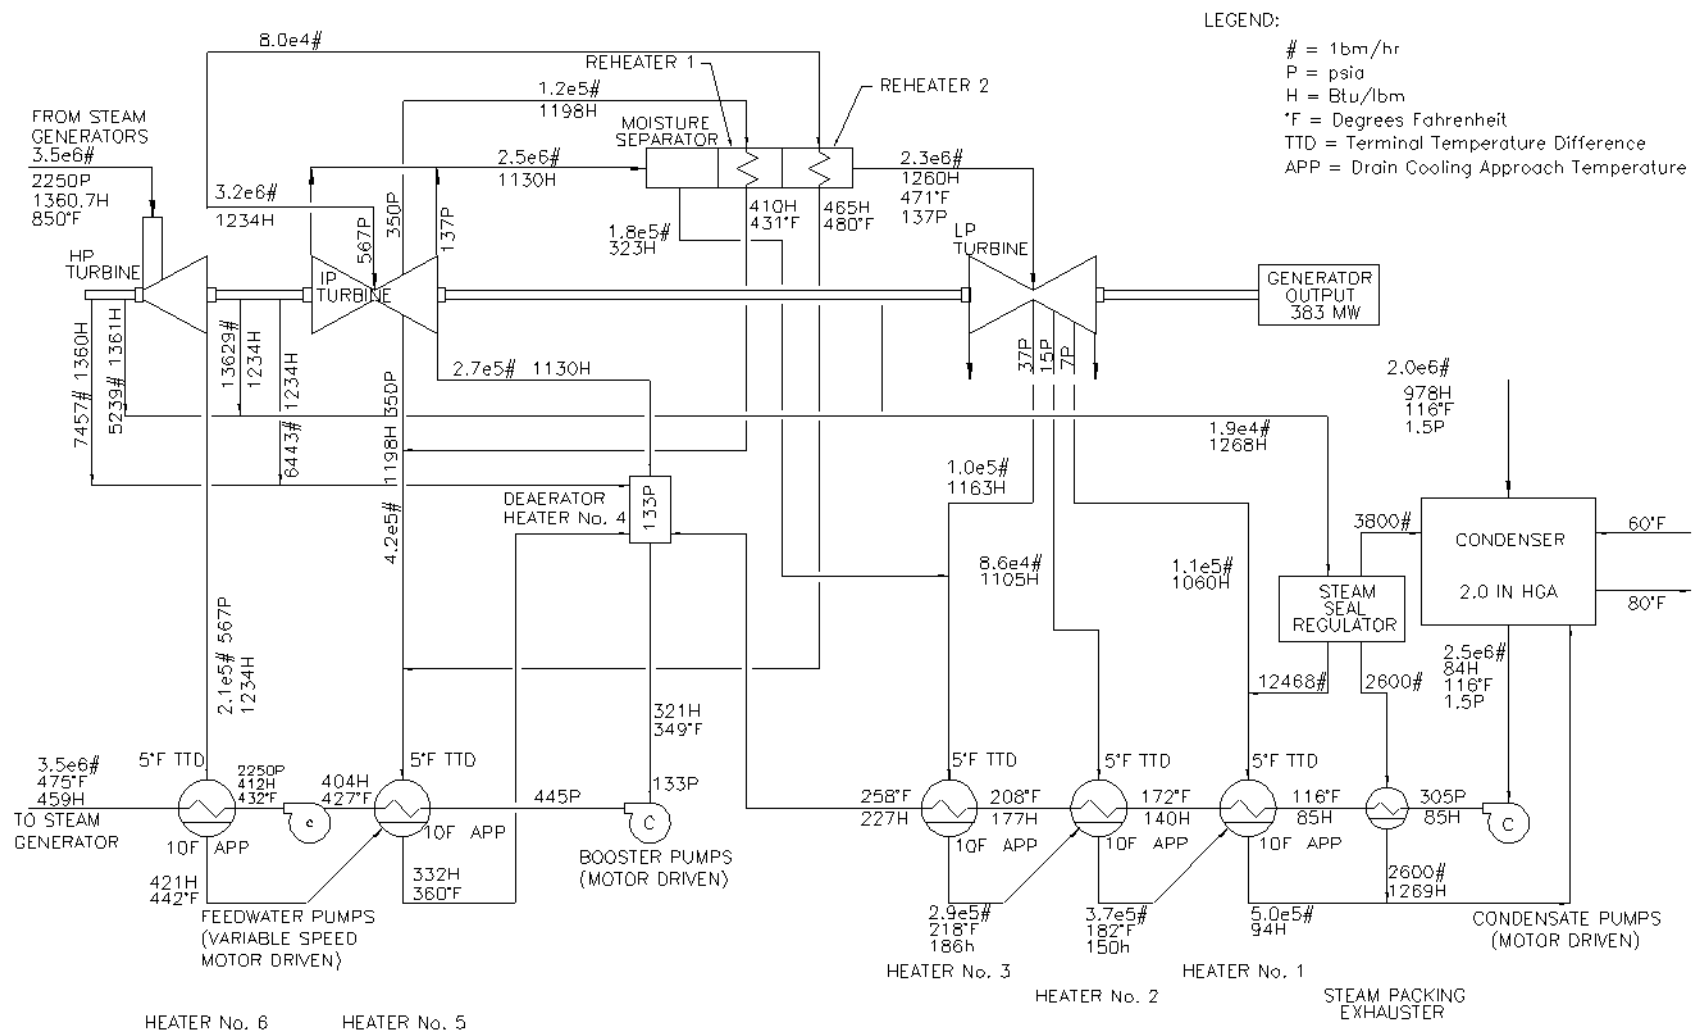 LEGEND:
# = 1bm/hr
P = psia
H = Btu/lbm
°F = Degrees Fahrenheit
TTD = Terminal Temperature Difference
APP = Drain Cooling Approach Temperature
8.0e4#
REHEATER 1
REHEATER 2
1.2e5#
1198H
MOISTURE
SEPARATOR
FROM STEAM
GENERATORS
3.5e6#
2250P
1360.7H
850°F
2.5e6#
1130H
2.3e6#
1260H
471°F
137P
3.2e6#
1234H
567P
350P
137P
410H
431°F
465H
480°F
1.8e5#
323H
HP
TURBINE
IP
TURBINE
LP
TURBINE
GENERATOR
OUTPUT
383 MW
7457# 1360H
5239# 1361H
13629#
1234H
6443# 1234H
2.7e5# 1130H
37P
15P
7P
4.2e5# 1198H 350P
2.0e6#
978H
116°F
1.5P
1.9e4#
1268H
1.0e5#
1163H
DEAERATOR
HEATER No. 4
133P
8.6e4#
1105H
1.1e5#
1060H
3800#
CONDENSER
2.0 IN HGA
60°F
80°F
STEAM
SEAL
REGULATOR
2.1e5# 567P
1234H
12468#
2600#
2.5e6#
84H
116°F
1.5P
321H
349°F
3.5e6#
475°F
459H
TO STEAM
GENERATOR
5°F TTD
2250P
412H
432°F
404H
427°F
5°F TTD
445P
133P
258°F
227H
5°F TTD
208°F
177H
5°F TTD
172°F
140H
5°F TTD
116°F
85H
305P
85H
c
C
C
10F APP
10F APP
10F APP
10F APP
10F APP
421H
442°F
332H
360°F
BOOSTER PUMPS
(MOTOR DRIVEN)
FEEDWATER PUMPS
(VARIABLE SPEED
MOTOR DRIVEN)
2.9e5#
218°F
186h
3.7e5#
182°F
150h
5.0e5#
94H
2600#
1269H
CONDENSATE PUMPS
(MOTOR DRIVEN)
HEATER No. 3
HEATER No. 2
HEATER No. 1
STEAM PACKING
EXHAUSTER
HEATER No. 6
HEATER No. 5